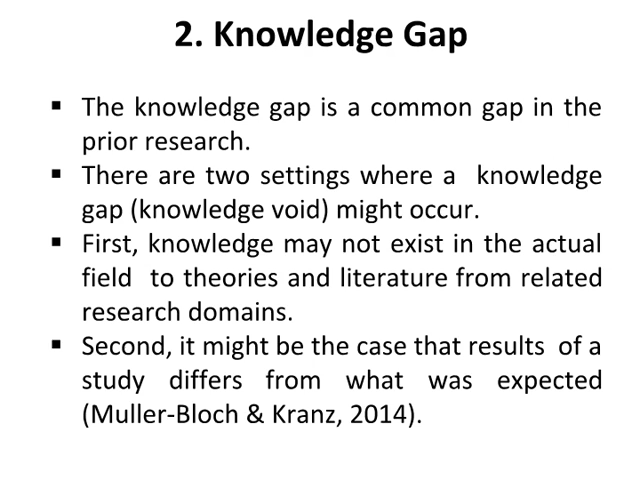 2. Knowledge Gap
▪ The knowledge gap is a common gap in the
prior research.
▪ There are two settings where a knowledge
gap (knowledge void) might occur.
▪ First, knowledge may not exist in the actual
field to theories and literature from related
research domains.
▪ Second, it might be the case that results of a
study differs from what was expected
(Muller-Bloch & Kranz, 2014).